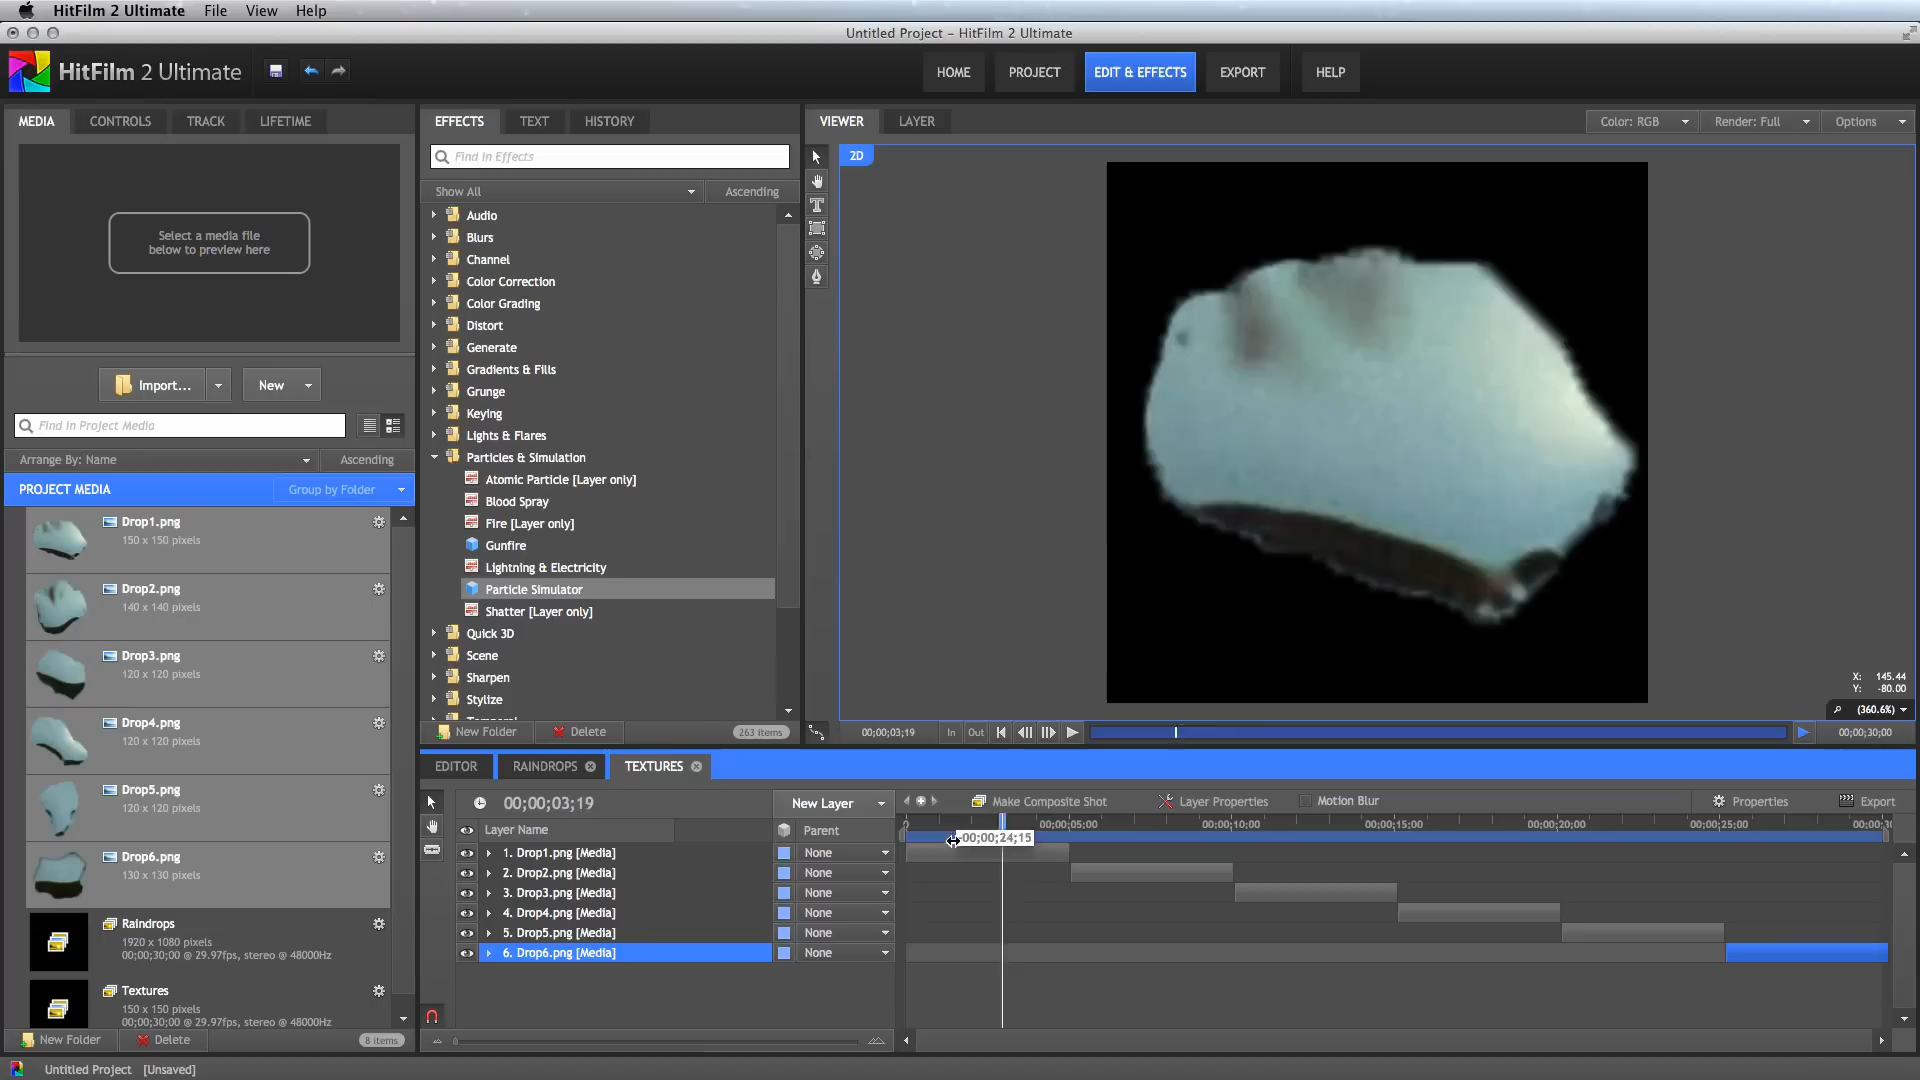 HitFilm 2 Ultimate File View Help
Untitled Project – HitFilm 2 Ultimate
HitFilm 2 Ultimate
HOME PROJECT EDIT & EFFECTS EXPORT HELP
MEDIA CONTROLS TRACK LIFETIME
Select a media file
below to preview here
Import... New
Find in Project Media
Arrange By: Name Ascending
PROJECT MEDIA Group by Folder
Drop1.png
150 x 150 pixels
Drop2.png
140 x 140 pixels
Drop3.png
120 x 120 pixels
Drop4.png
120 x 120 pixels
Drop5.png
120 x 120 pixels
Drop6.png
130 x 130 pixels
Raindrops
1920 x 1080 pixels
00;00;30;00 @ 29.97fps, stereo @ 48000Hz
Textures
150 x 150 pixels
00;00;30;00 @ 29.97fps, stereo @ 48000Hz
New Folder Delete 8 items
EFFECTS TEXT HISTORY
Find in Effects
Show All Ascending
Audio
Blurs
Channel
Color Correction
Color Grading
Distort
Generate
Gradients & Fills
Grunge
Keying
Lights & Flares
Particles & Simulation
Atomic Particle [Layer only]
Blood Spray
Fire [Layer only]
Gunfire
Lightning & Electricity
Particle Simulator
Shatter [Layer only]
Quick 3D
Scene
Sharpen
Stylize
New Folder Delete 263 items
VIEWER LAYER Color: RGB Render: Full Options
2D
X: 145.44
Y: -80.00
(360.6%)
00;00;03;19 In Out 00;00;30;00
EDITOR RAINDROPS TEXTURES
00;00;03;19 New Layer Make Composite Shot Layer Properties Motion Blur Properties Export
Layer Name Parent
0 00;00;05;00 00;00;10;00 00;00;15;00 00;00;20;00 00;00;25;00
-00;00;24;15
1. Drop1.png [Media] None
2. Drop2.png [Media] None
3. Drop3.png [Media] None
4. Drop4.png [Media] None
5. Drop5.png [Media] None
6. Drop6.png [Media] None
Untitled Project [Unsaved]